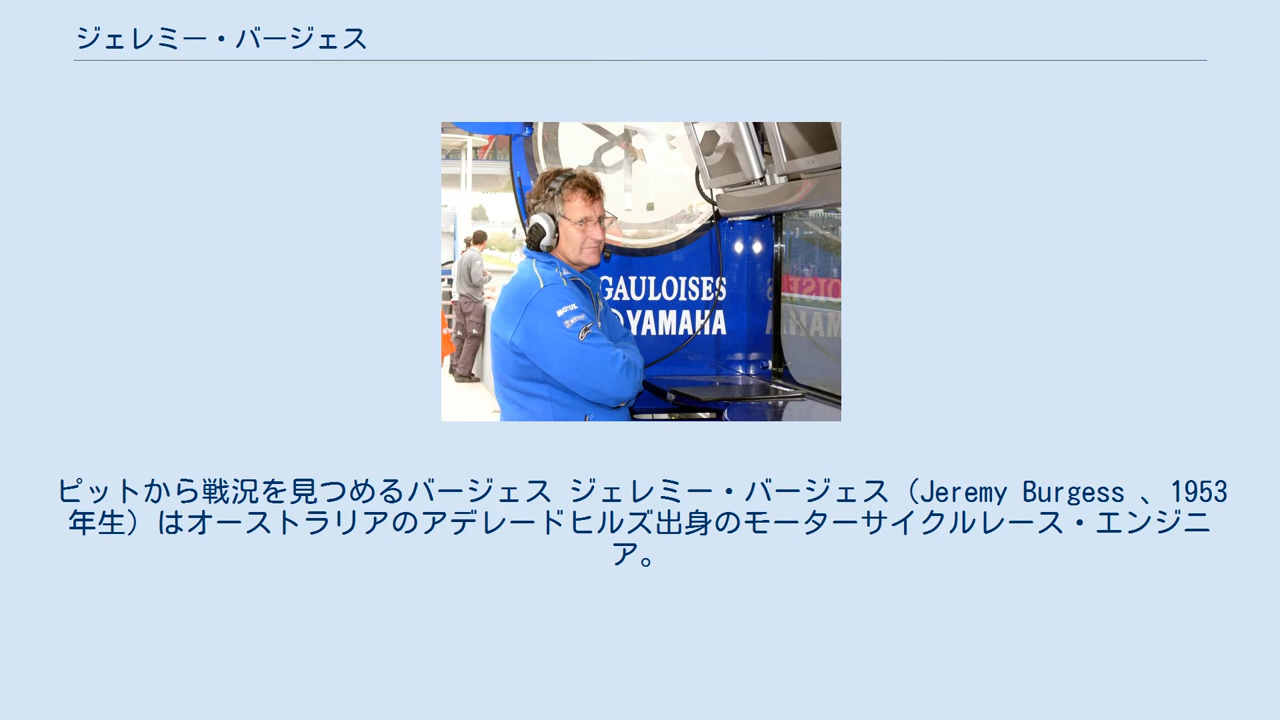 ジェレミー・バージェス
GAULOISES
YAMAHA
MOTUL
ピットから戦況を見つめるバージェス ジェレミー・バージェス（Jeremy Burgess 、1953
年生）はオーストラリアのアデレードヒルズ出身のモーターサイクルレース・エンジニ
ア。